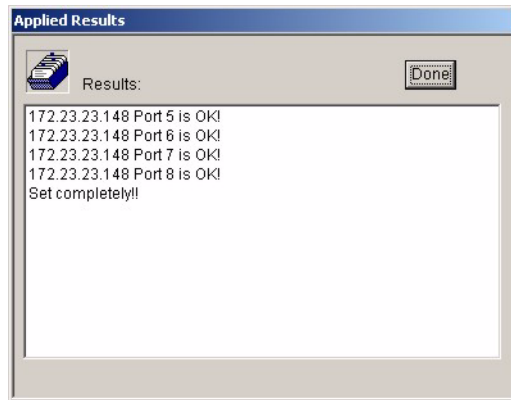 Applied Results
Results:
Done
172.23.23.148 Port 5 is OK!
172.23.23.148 Port 6 is OK!
172.23.23.148 Port 7 is OK!
172.23.23.148 Port 8 is OK!
Set completely!!